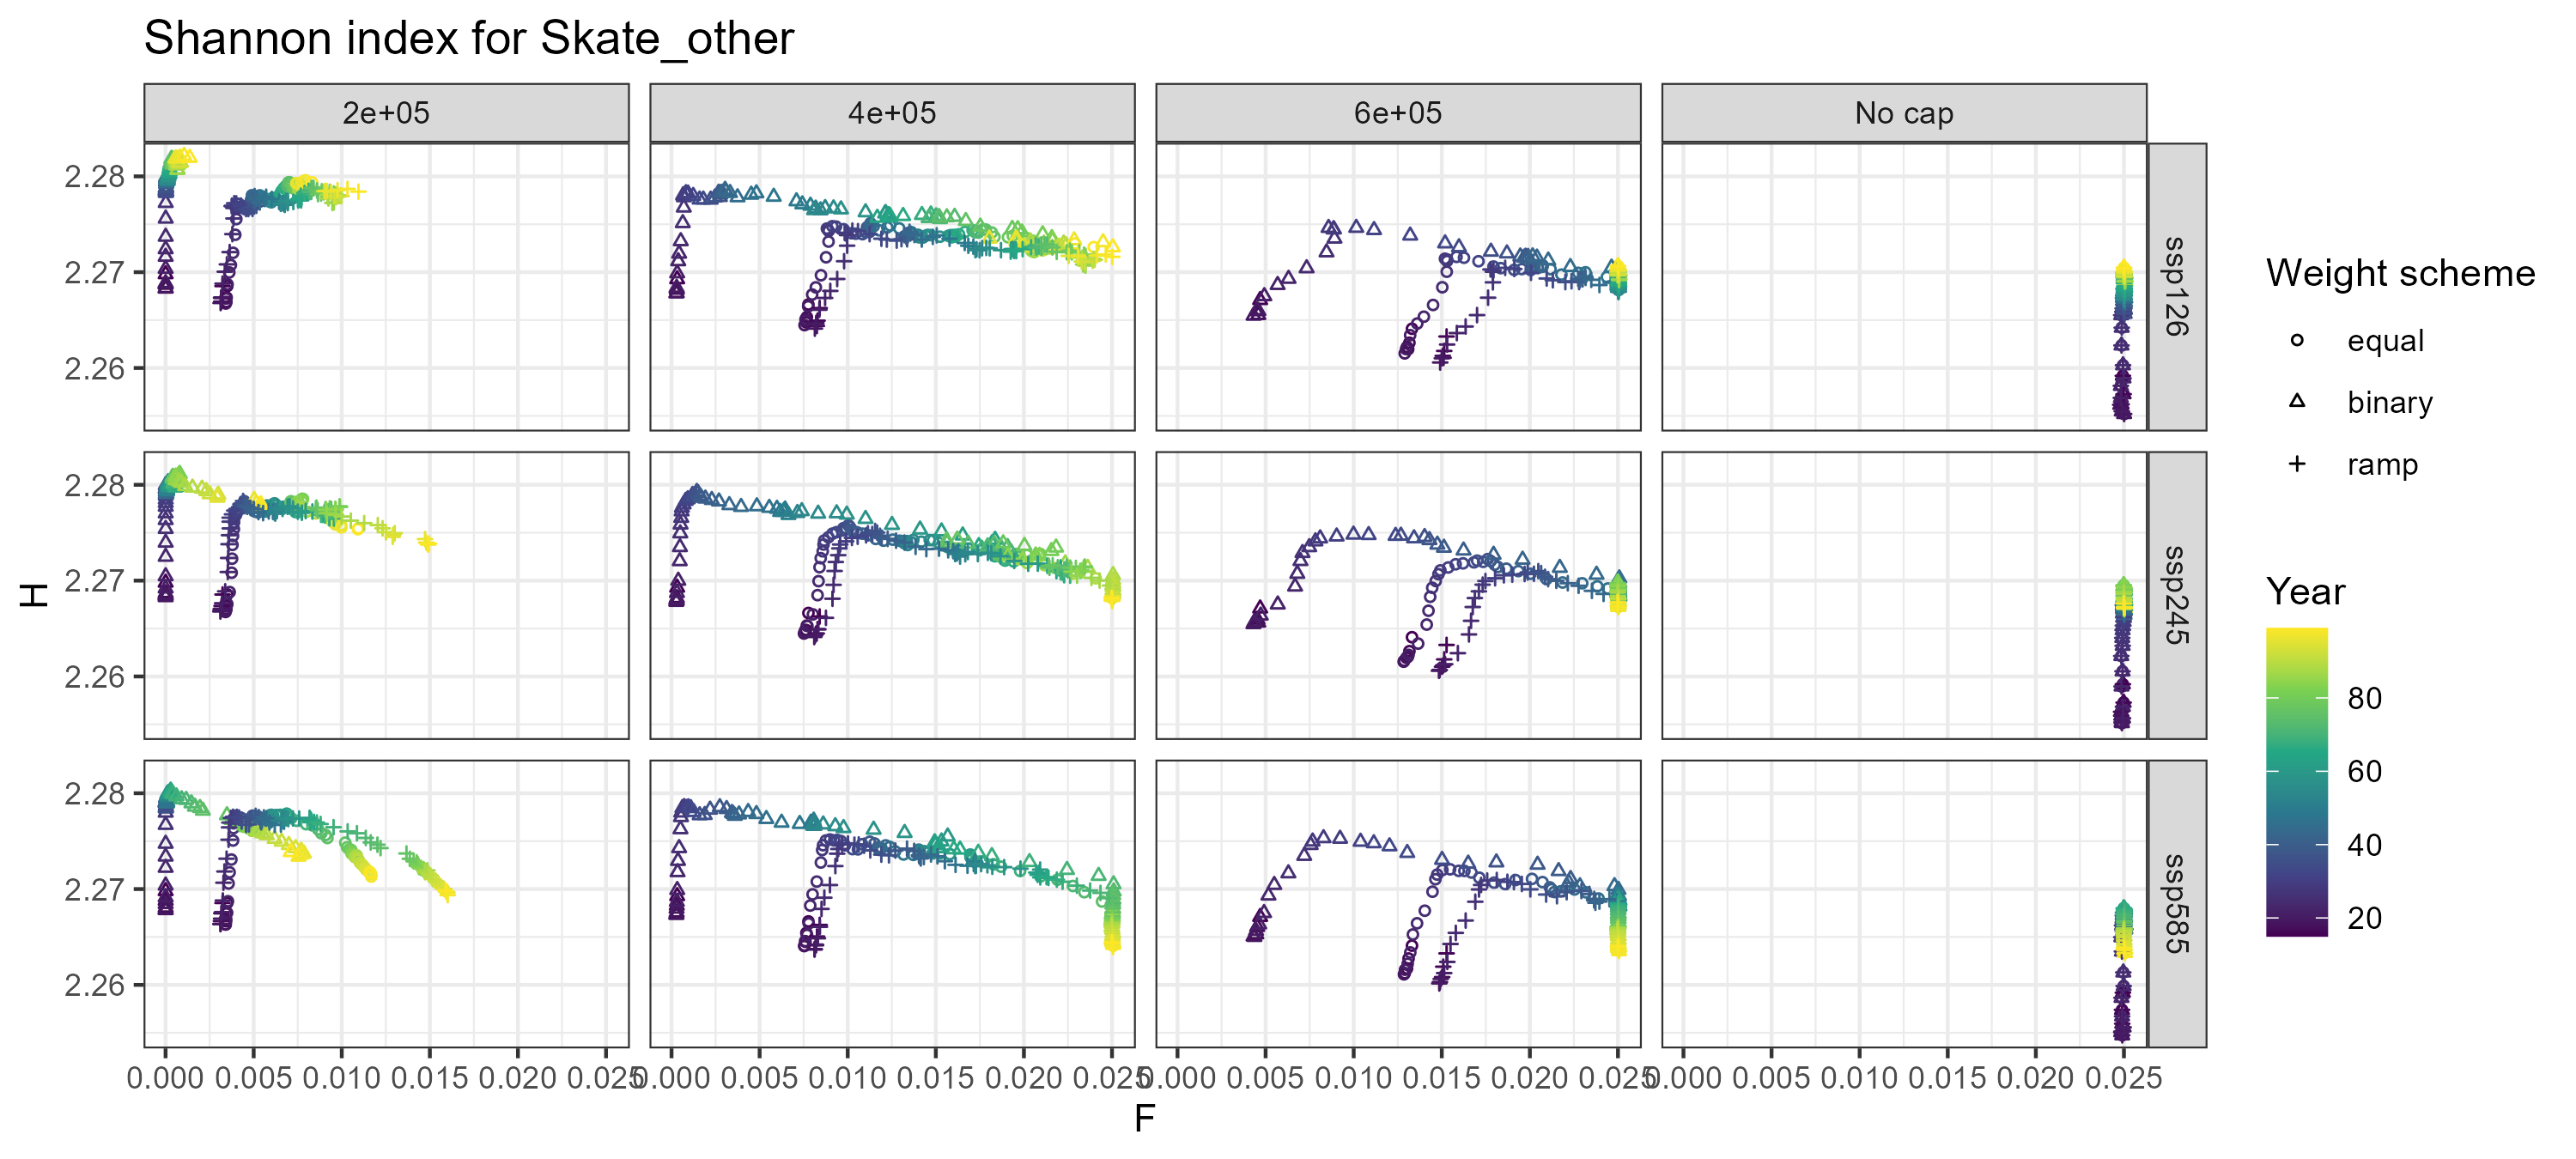 Shannon index for Skate_other
2e+05 4e+05 6e+05 No cap
2.28
2.27
2.26
ssp126
2.28
2.27
2.26
ssp245
2.28
2.27
2.26
ssp585
H
0.000 0.005 0.010 0.015 0.020 0.025 0.000 0.005 0.010 0.015 0.020 0.025 0.000 0.005 0.010 0.015 0.020 0.025 0.000 0.005 0.010 0.015 0.020 0.025
F
Weight scheme
equal
binary
ramp
Year
80
60
40
20